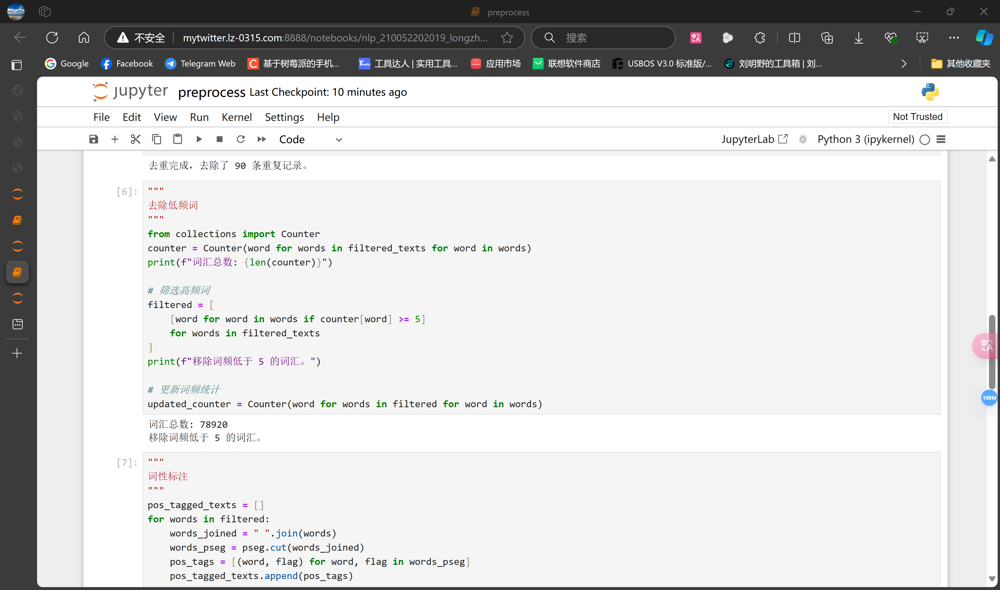 preprocess
不安全 mytwitter.lz-0315.com:8888/notebooks/nlp_210052202019_longzh...
搜索
Google
Facebook
Telegram Web
基于树莓派的手机...
工具达人 | 实用工具...
应用市场
联想软件商店
USBOS V3.0 标准版/...
刘明野的工具箱 | 刘...
其他收藏夹
jupyter preprocess Last Checkpoint: 10 minutes ago
File Edit View Run Kernel Settings Help
Not Trusted
Code
JupyterLab
Python 3 (ipykernel)
去重完成，去除了 90 条重复记录。
[6]:
"""
去除低频词
"""
from collections import Counter
counter = Counter(word for words in filtered_texts for word in words)
print(f"词汇总数: {len(counter)}")
# 筛选高频词
filtered = [
    [word for word in words if counter[word] >= 5]
    for words in filtered_texts
]
print(f"移除词频低于 5 的词汇。")
# 更新词频统计
updated_counter = Counter(word for words in filtered for word in words)
词汇总数: 78920
移除词频低于 5 的词汇。
[7]:
"""
词性标注
"""
pos_tagged_texts = []
for words in filtered:
    words_joined = " ".join(words)
    words_pseg = pseg.cut(words_joined)
    pos_tags = [(word, flag) for word, flag in words_pseg]
    pos_tagged_texts.append(pos_tags)
中A
108M